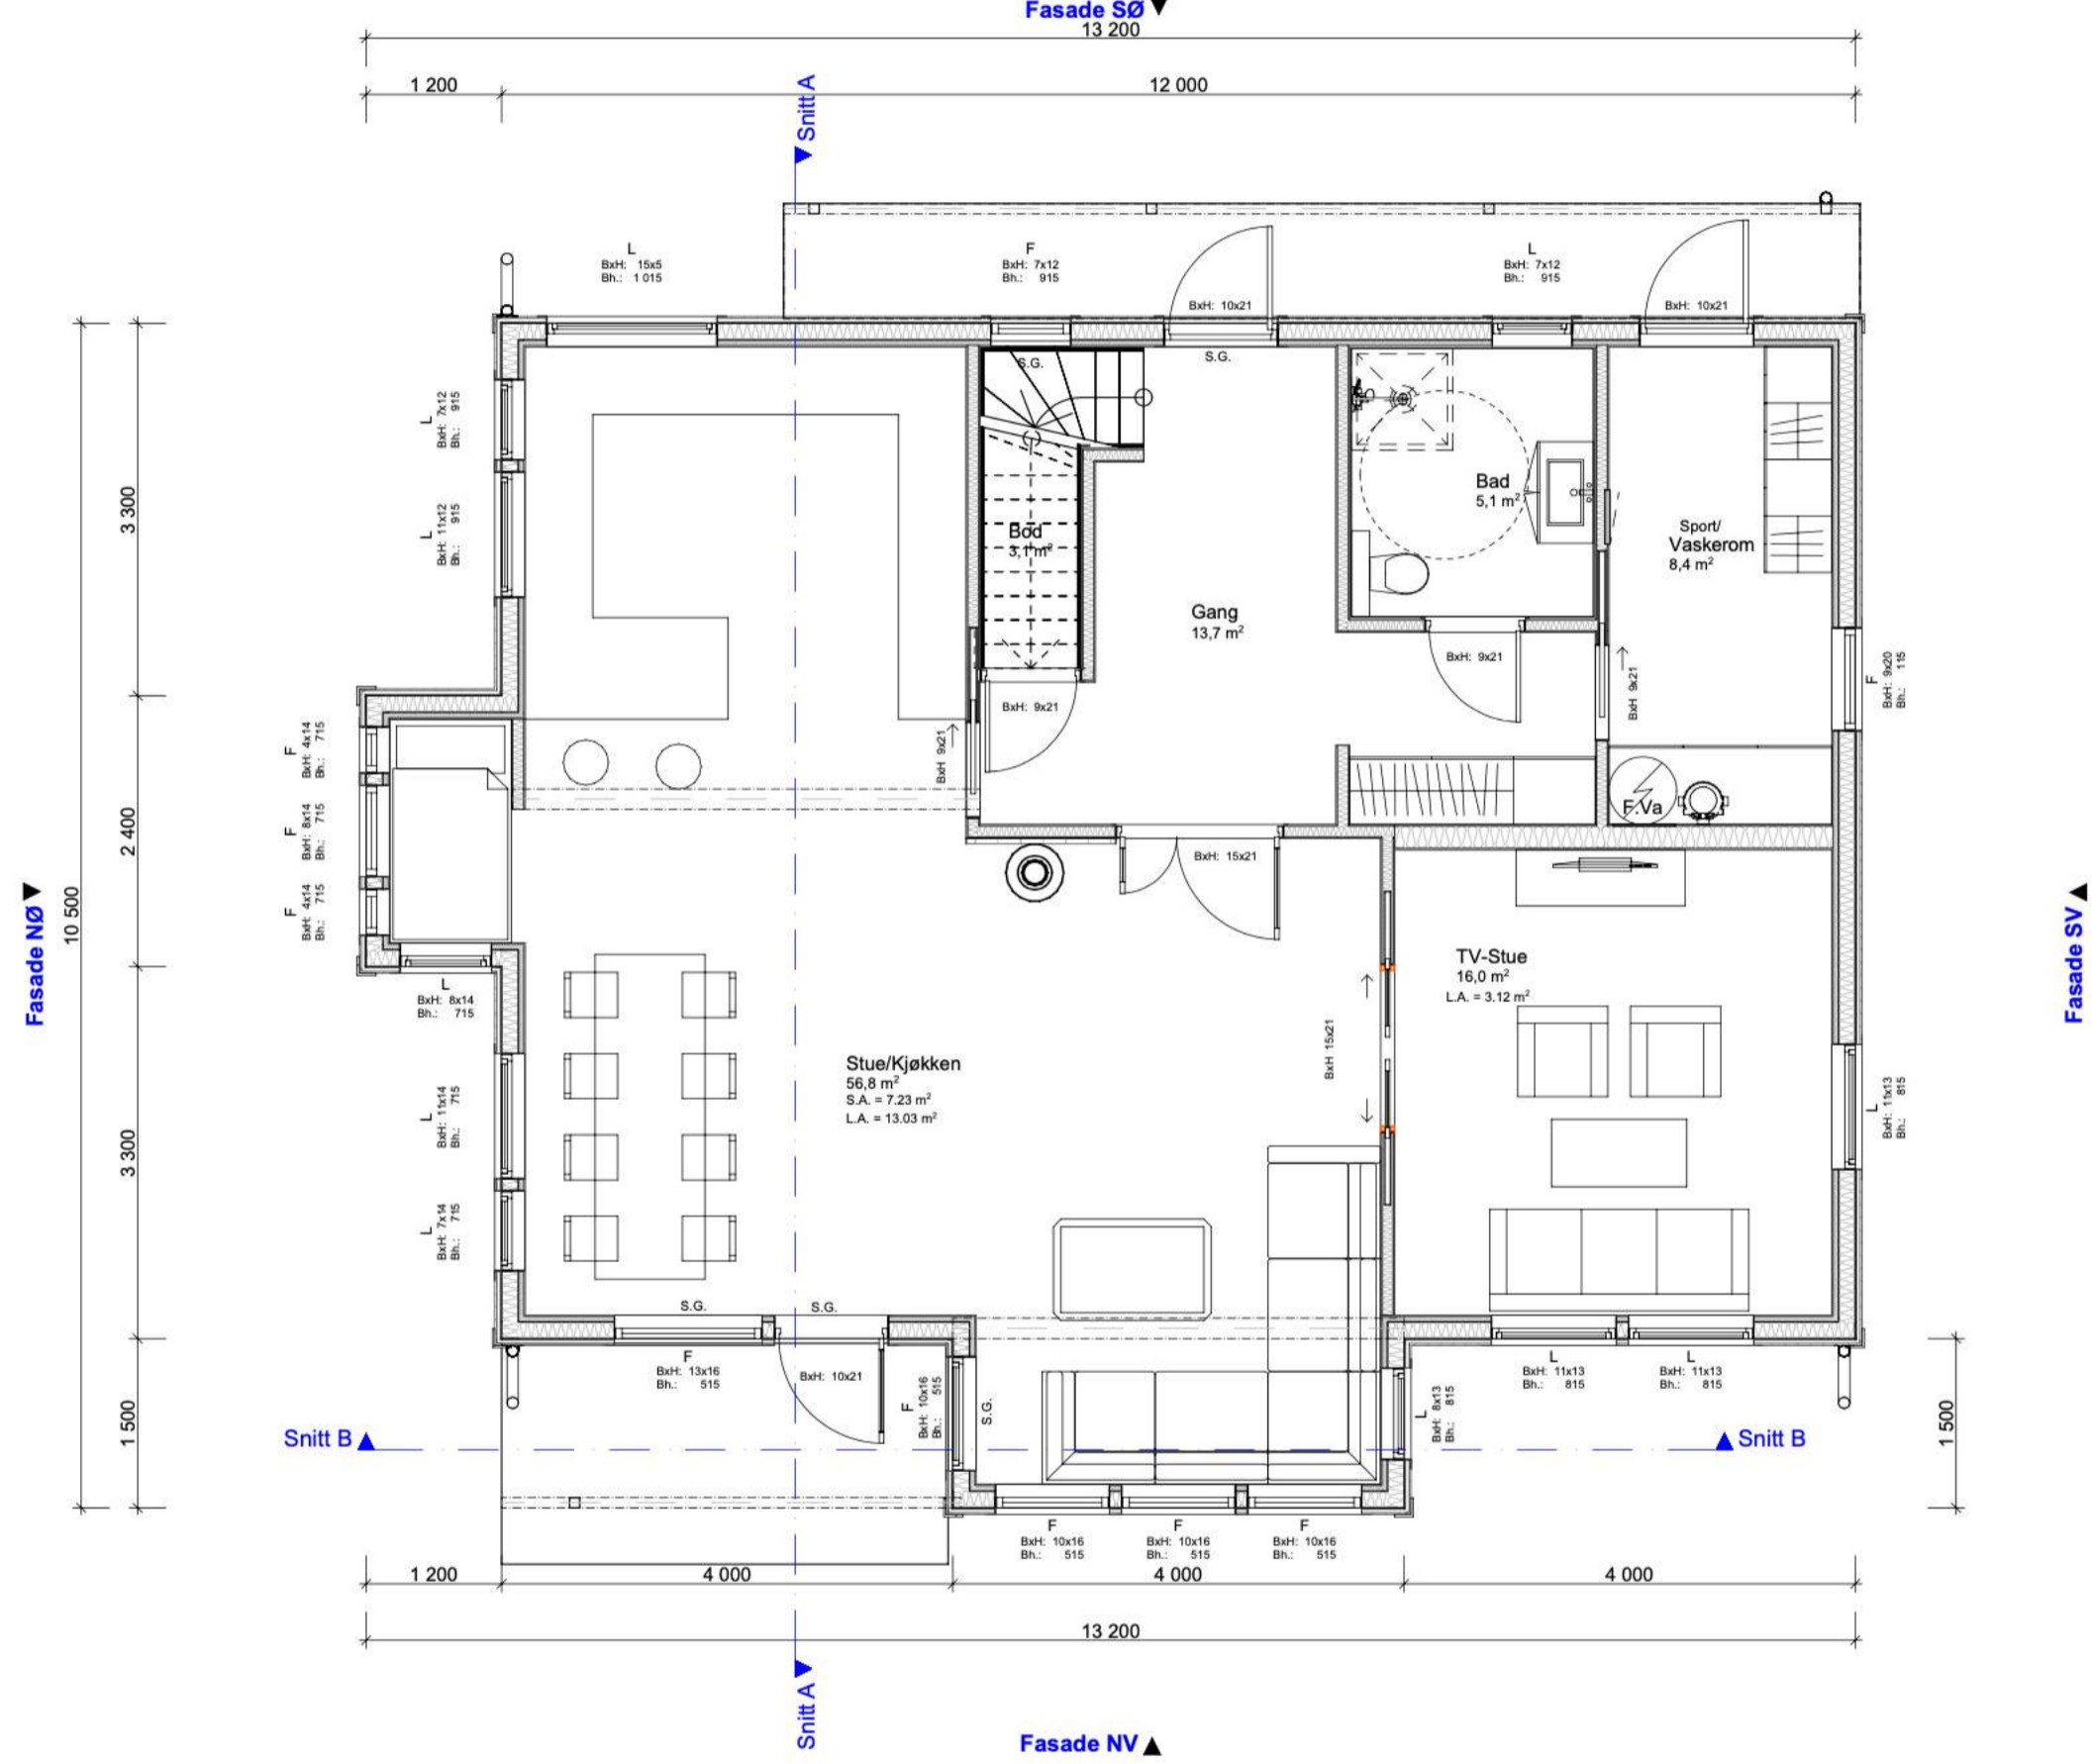 Fasade SØ
13 200
1 200
12 000
Snitt A
L
BxH: 15x5
Bh.: 1 015
F
BxH: 7x12
Bh.: 915
L
BxH: 7x12
Bh.: 915
BxH: 10x21
BxH: 10x21
S.G.
S.G.
L
BxH: 7x12
Bh.: 915
L
BxH: 11x12
Bh.: 915
3 300
Bad
5,1 m²
Bod
3,1 m²
Sport/
Vaskerom
8,4 m²
Gang
13,7 m²
BxH: 9x21
BxH: 9x21
BxH 9x21
BxH 9x21
F
BxH: 9x20
Bh.: 115
F
BxH: 4x14
Bh.: 715
F
BxH: 8x14
Bh.: 715
F
BxH: 4x14
Bh.: 715
2 400
10 500
F.Va
BxH: 15x21
Fasade NØ
Fasade SV
TV-Stue
16,0 m²
L.A. = 3.12 m²
L
BxH: 8x14
Bh.: 715
BxH 15x21
Stue/Kjøkken
56,8 m²
S.A. = 7.23 m²
L.A. = 13.03 m²
L
BxH: 11x14
Bh.: 715
L
BxH: 7x14
Bh.: 715
L
BxH: 11x13
Bh.: 815
3 300
S.G.
S.G.
F
BxH: 13x16
Bh.: 515
BxH: 10x21
F
BxH: 10x16
Bh.: 515
S.G.
L
BxH: 8x13
Bh.: 815
L
BxH: 11x13
Bh.: 815
L
BxH: 11x13
Bh.: 815
1 500
1 500
Snitt B
Snitt B
F
BxH: 10x16
Bh.: 515
F
BxH: 10x16
Bh.: 515
F
BxH: 10x16
Bh.: 515
1 200
4 000
4 000
4 000
13 200
Snitt A
Fasade NV